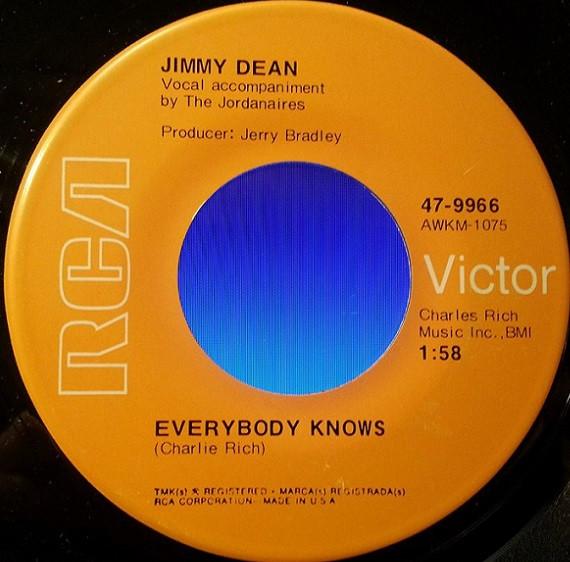 JIMMY DEAN
Vocal accompaniment
by The Jordanaires
Producer: Jerry Bradley
RCA
47-9966
AWKM-1075
Victor
Charles Rich
Music Inc.,BMI
1:58
EVERYBODY KNOWS
(Charlie Rich)
TMK(s) ® REGISTERED • MARCA(s) REGISTRADA(s)
RCA CORPORATION—MADE IN U.S.A